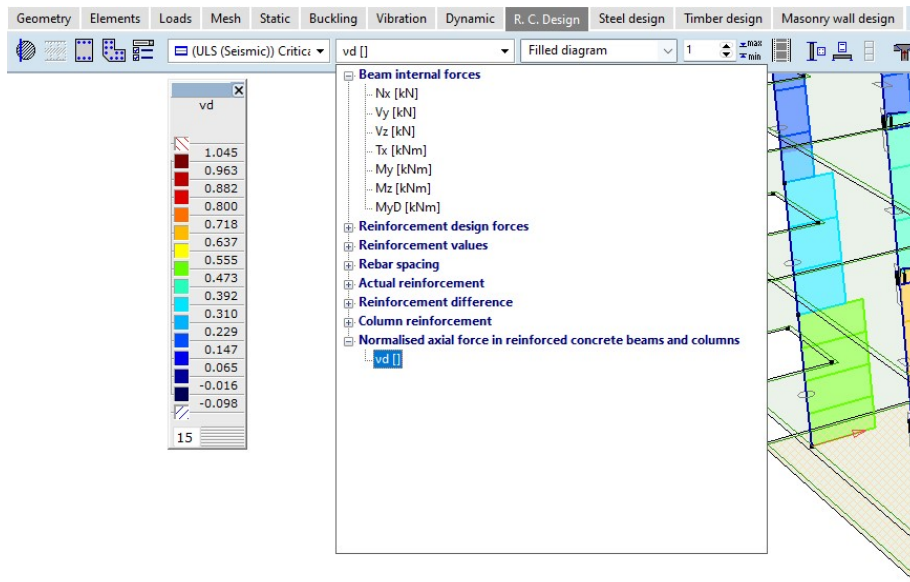 Geometry Elements Loads Mesh Static Buckling Vibration Dynamic R. C. Design Steel design Timber design Masonry wall design
(ULS (Seismic)) Critica vd [] Filled diagram 1 max
min
vd
1.045
0.963
0.882
0.800
0.718
0.637
0.555
0.473
0.392
0.310
0.229
0.147
0.065
-0.016
-0.098
15
Beam internal forces
Nx [kN]
Vy [kN]
Vz [kN]
Tx [kNm]
My [kNm]
Mz [kNm]
MyD [kNm]
Reinforcement design forces
Reinforcement values
Rebar spacing
Actual reinforcement
Reinforcement difference
Column reinforcement
Normalised axial force in reinforced concrete beams and columns
vd []